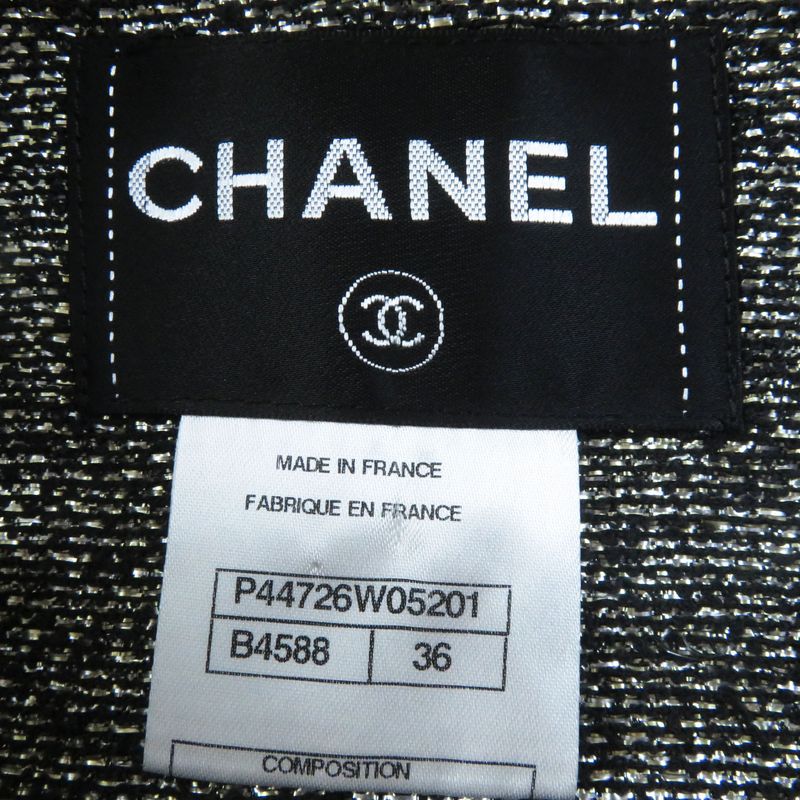 CHANEL
MADE IN FRANCE
FABRIQUE EN FRANCE
P44726W05201
B4588 36
COMPOSITION